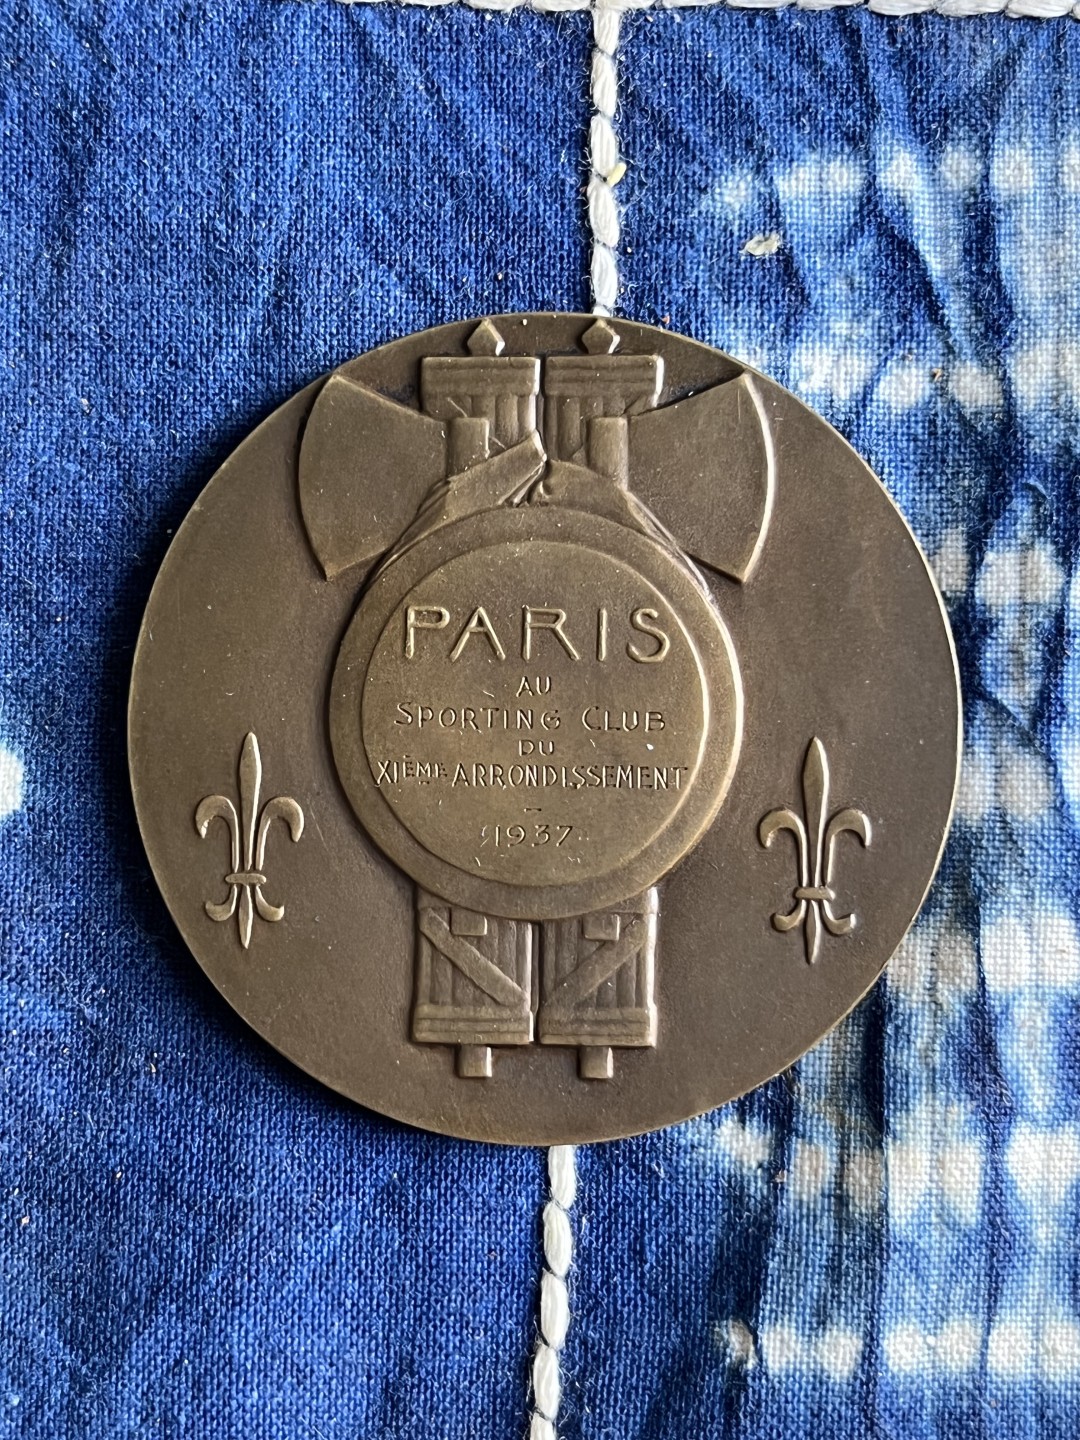 PARIS
AU
SPORTING CLUB
DU
XIÈME ARRONDISSEMENT
-
1937